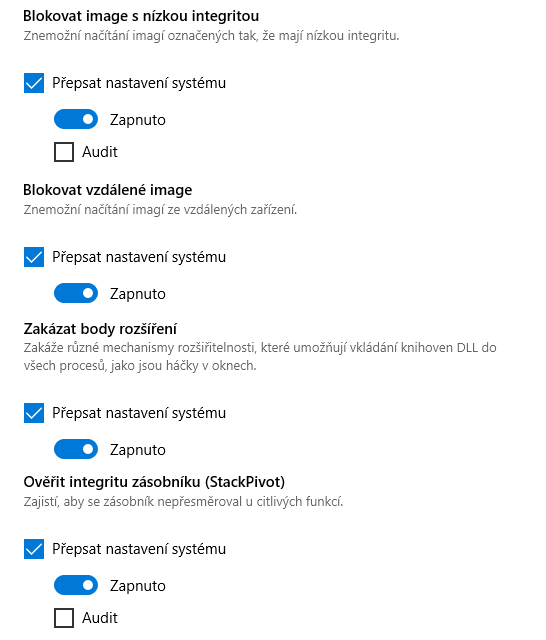 Blokovat image s nízkou integritou
Znemožní načítání imagí označených tak, že mají nízkou integritu.
Přepsat nastavení systému
Zapnuto
Audit
Blokovat vzdálené image
Znemožní načítání imagí ze vzdálených zařízení.
Přepsat nastavení systému
Zapnuto
Zakázat body rozšíření
Zakáže různé mechanismy rozšiřitelnosti, které umožňují vkládání knihoven DLL do
všech procesů, jako jsou háčky v oknech.
Přepsat nastavení systému
Zapnuto
Ověřit integritu zásobníku (StackPivot)
Zajistí, aby se zásobník nepřesměroval u citlivých funkcí.
Přepsat nastavení systému
Zapnuto
Audit